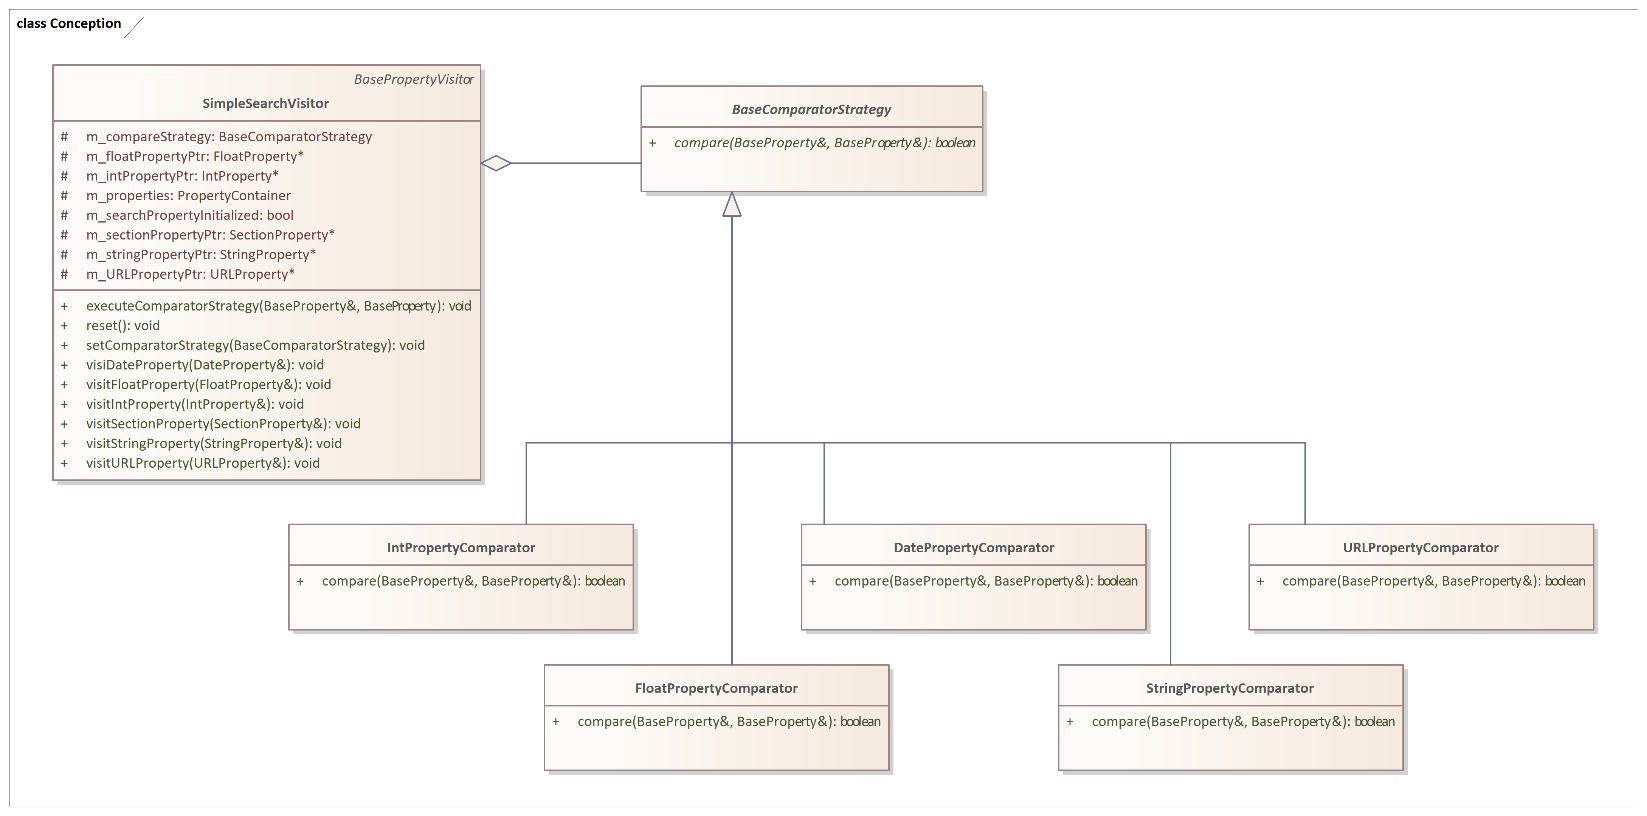 class Conception
BasePropertyVisitor
SimpleSearchVisitor
# m_compareStrategy: BaseComparatorStrategy
# m_floatPropertyPtr: FloatProperty*
# m_intPropertyPtr: IntProperty*
# m_properties: PropertyContainer
# m_searchPropertyInitialized: bool
# m_sectionPropertyPtr: SectionProperty*
# m_stringPropertyPtr: StringProperty*
# m_URLPropertyPtr: URLProperty*
+ executeComparatorStrategy(BaseProperty&, BaseProperty): void
+ reset(): void
+ setComparatorStrategy(BaseComparatorStrategy): void
+ visiDateProperty(DateProperty&): void
+ visitFloatProperty(FloatProperty&): void
+ visitIntProperty(IntProperty&): void
+ visitSectionProperty(SectionProperty&): void
+ visitStringProperty(StringProperty&): void
+ visitURLProperty(URLProperty&): void
BaseComparatorStrategy
+ compare(BaseProperty&, BaseProperty&): boolean
IntPropertyComparator
+ compare(BaseProperty&, BaseProperty&): boolean
DatePropertyComparator
+ compare(BaseProperty&, BaseProperty&): boolean
URLPropertyComparator
+ compare(BaseProperty&, BaseProperty&): boolean
FloatPropertyComparator
+ compare(BaseProperty&, BaseProperty&): boolean
StringPropertyComparator
+ compare(BaseProperty&, BaseProperty&): boolean